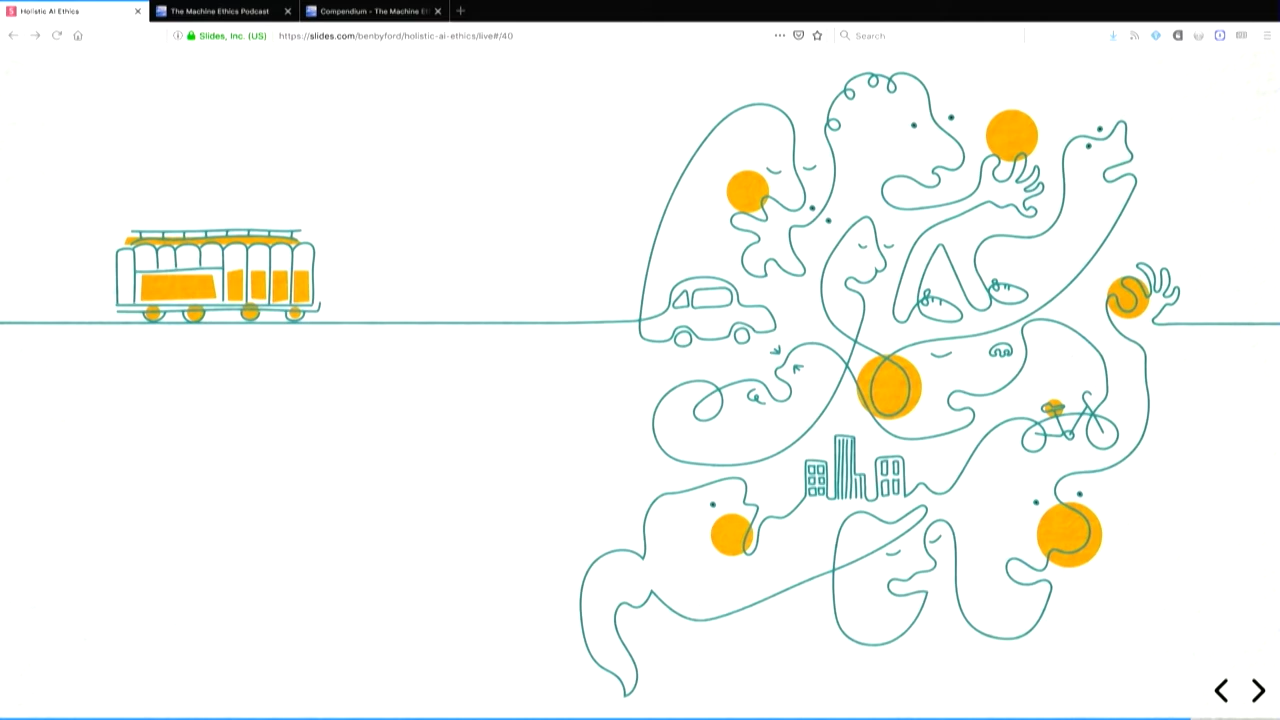 Holistic AI Ethics
The Machine Ethics Podcast
Compendium - The Machine Et
Slides, Inc. (US)
https://slides.com/benbyford/holistic-ai-ethics/live#/40
Search